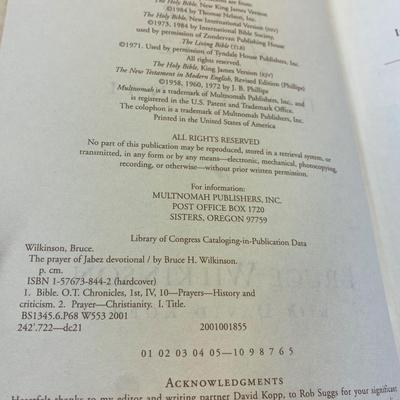 are from:
The Holy Bible, New King James Version
©1984 by Thomas Nelson, Inc.
The Holy Bible, New International Version (NIV)
©1973, 1984 by International Bible Society,
used by permission of Zondervan Publishing House
The Living Bible (TLB)
©1971. Used by permission of Tyndale House Publishers, Inc.
All rights reserved.
The Holy Bible, King James Version (KJV)
The New Testament in Modern English, Revised Edition (Phillips)
©1958, 1960, 1972 by J. B. Phillips
Multnomah is a trademark of Multnomah Publishers, Inc., and
is registered in the U.S. Patent and Trademark Office.
The colophon is a trademark of Multnomah Publishers, Inc.
Printed in the United States of America
ALL RIGHTS RESERVED
No part of this publication may be reproduced, stored in a retrieval system, or
transmitted, in any form or by any means—electronic, mechanical, photocopying,
recording, or otherwise—without prior written permission.
For information:
MULTNOMAH PUBLISHERS, INC.
POST OFFICE BOX 1720
SISTERS, OREGON 97759
Library of Congress Cataloging-in-Publication Data
Wilkinson, Bruce.
The prayer of Jabez devotional / by Bruce H. Wilkinson.
p. cm.
ISBN 1-57673-844-2 (hardcover)
1. Bible. O.T. Chronicles, 1st, IV, 10—Prayers—History and
criticism. 2. Prayer—Christianity. I. Title.
BS1345.6.P68 W553 2001
242'.722—dc21 2001001855
01 02 03 04 05—10 9 8 7 6 5
ACKNOWLEDGMENTS
Heartfelt thanks to my editor and writing partner David Kopp, to Rob Suggs for your significant